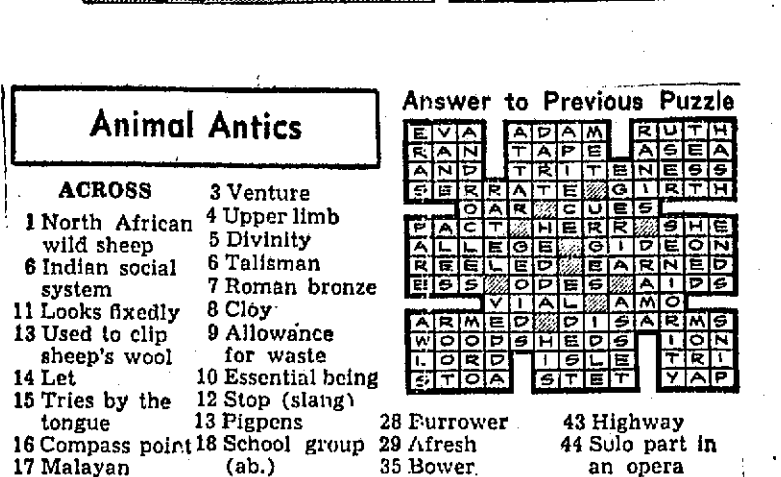 Animal Antics
ACROSS
1 North African
wild sheep
6 Indian social
system
11 Looks fixedly
13 Used to clip
sheep's wool
14 Let
15 Tries by the
tongue
16 Compass point
17 Malayan
3 Venture
4 Upper limb
5 Divinity
6 Talisman
7 Roman bronze
8 Cloy
9 Allowance
for waste
10 Essential being
12 Stop (slang)
13 Pigpens
18 School group
(ab.)
Answer to Previous Puzzle
EVA ADAM RUTH
RAN TAPE ASEA
AND TRITENESS
SERRATE GIRTH
OAR CUES
PACT HERR SHE
ALLEGE GIDEON
REELED EARNED
ESS ODES AIDS
VIAL AMO
ARMED DISARMS
WOODSHEDS ION
LORD ISLE TRI
STOA STET YAP
28 Burrower
29 Afresh
35 Bower
43 Highway
44 Solo part in
an opera